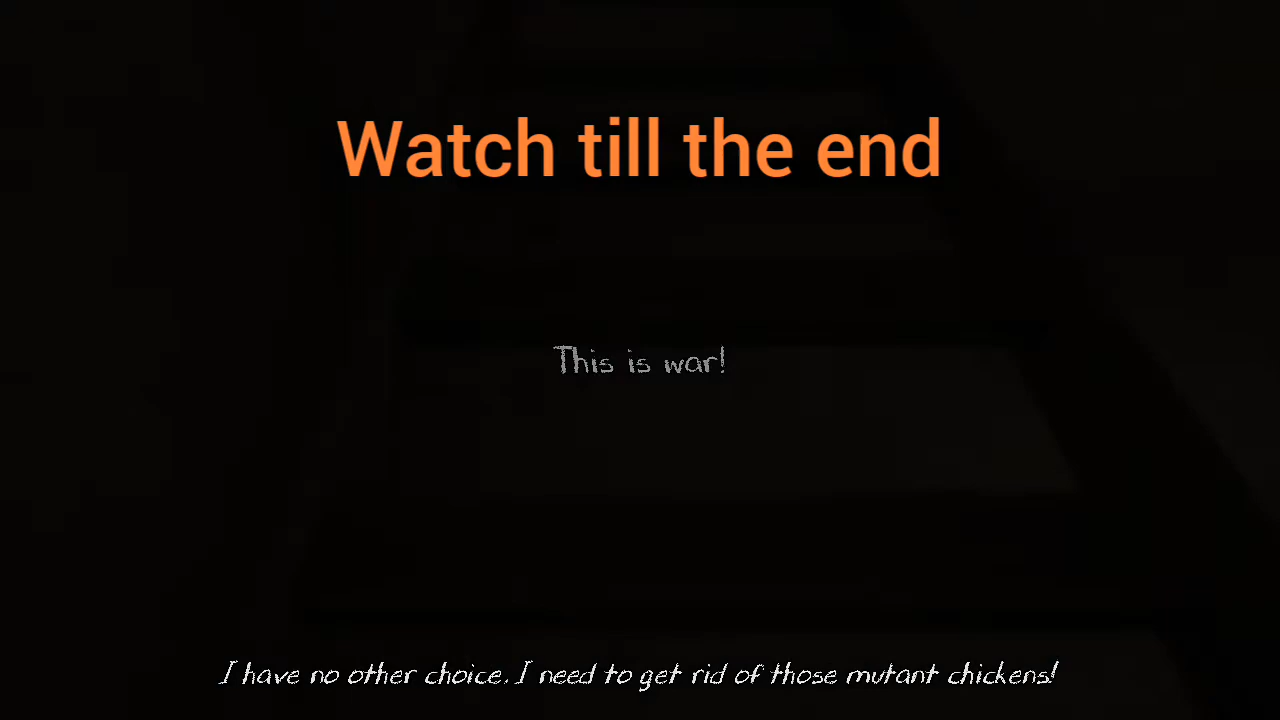 Watch till the end
This is war!
I have no other choice. I need to get rid of those mutant chickens!